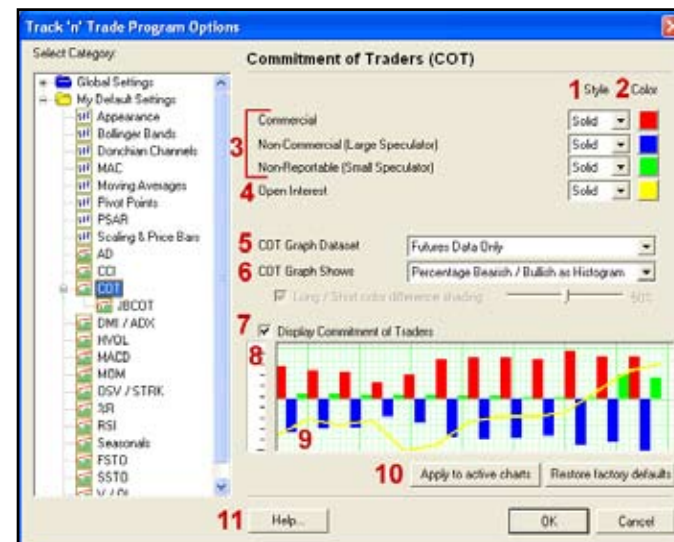 Track 'n' Trade Program Options
Select Category:
Global Settings
My Default Settings
Appearance
Bollinger Bands
Donchian Channels
MAC
Moving Averages
Pivot Points
PSAR
Scaling & Price Bars
AD
CCI
COT
JBCOT
DMI / ADX
HVOL
MACD
MOM
OSV / STRK
%R
RSI
Seasonals
FSTO
SSTO
V / OI
Commitment of Traders (COT)
1 Style 2 Color
Commercial Solid
3 Non-Commercial (Large Speculator) Solid
Non-Reportable (Small Speculator) Solid
4 Open Interest Solid
5 COT Graph Dataset Futures Data Only
6 COT Graph Shows Percentage Bearish / Bullish as Histogram
Long / Short color difference shading 50%
7 Display Commitment of Traders
8
9
10 Apply to active charts Restore factory defaults
11 Help... OK Cancel